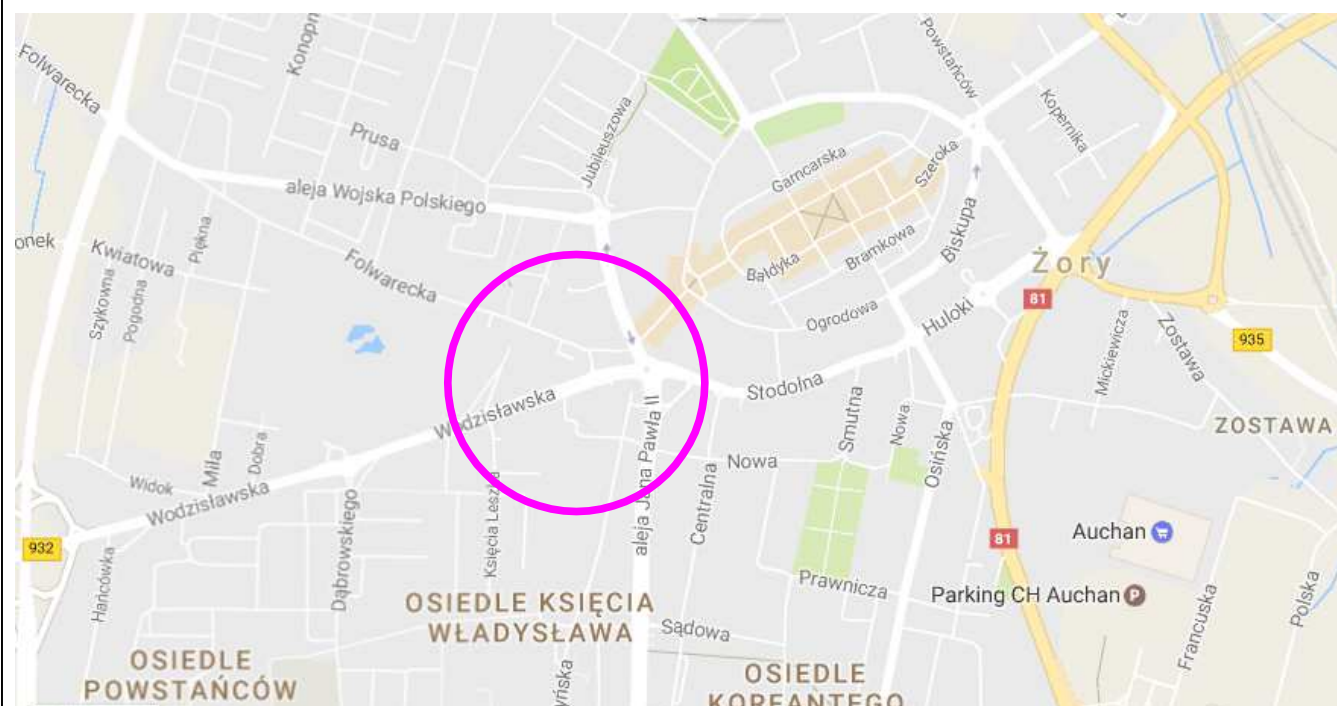 Folwarecka
Konopn
Prusa
Jubileuszowa
Powstańców
Kopernika
aleja Wojska Polskiego
Garncarska
Szeroka
onek
Kwiatowa
Piękna
Folwarecka
Biskupa
Bramkowa
Bałdyka
Żory
Szykowna
Pogodna
Ogrodowa
Huloki
81
Mickiewicza
Zostawa
935
Stodolna
Wodzisławska
aleja Jana Pawła II
Smutna
Nowa
Osińska
ZOSTAWA
Miła
Dobra
Widok
Wodzisławska
Księcia Leszka
Centralna
Nowa
932
Hańcówka
Dąbrowskiego
81
Auchan
Prawnicza
Parking CH Auchan
P
Francuska
Polska
OSIEDLE KSIĘCIA
WŁADYSŁAWA
Sądowa
OSIEDLE
POWSTAŃCÓW
yńska
OSIEDLE
KORFANTEGO